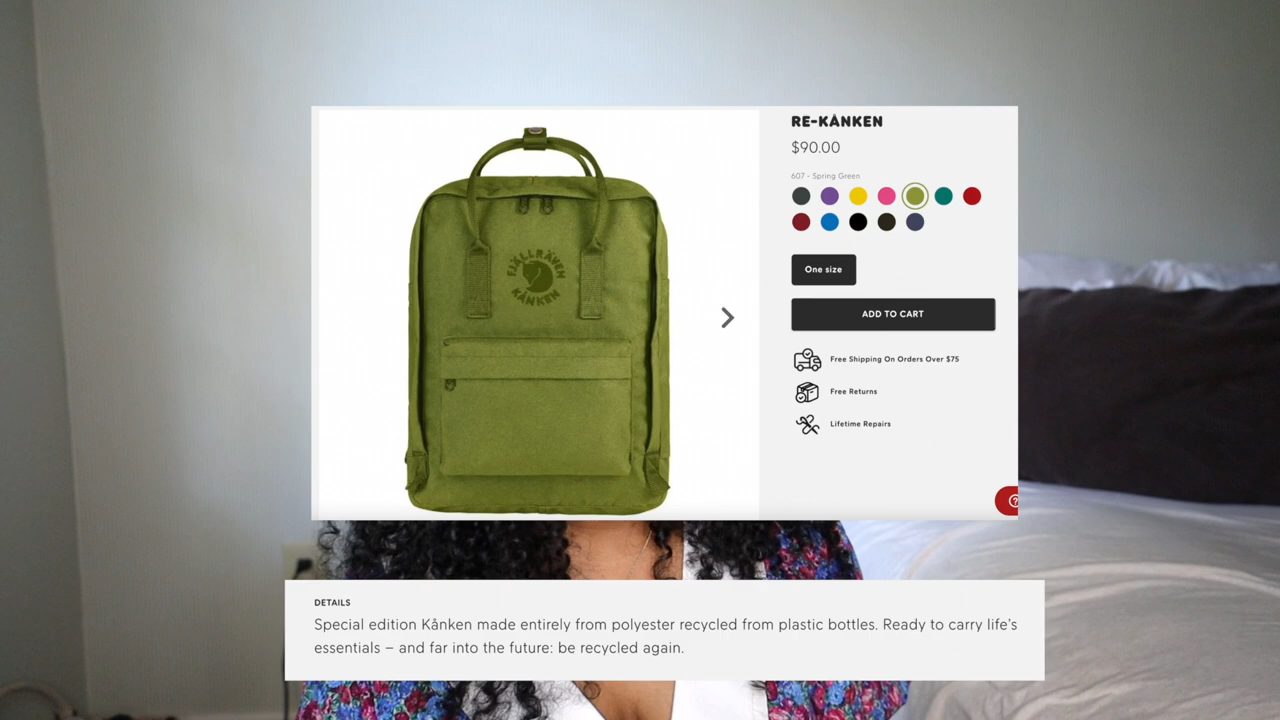 FJÄLLRÄVEN
KÅNKEN
RE-KÅNKEN
$90.00
607 - Spring Green
One size
ADD TO CART
Free Shipping On Orders Over $75
Free Returns
Lifetime Repairs
DETAILS
Special edition Kånken made entirely from polyester recycled from plastic bottles. Ready to carry life's
essentials – and far into the future: be recycled again.